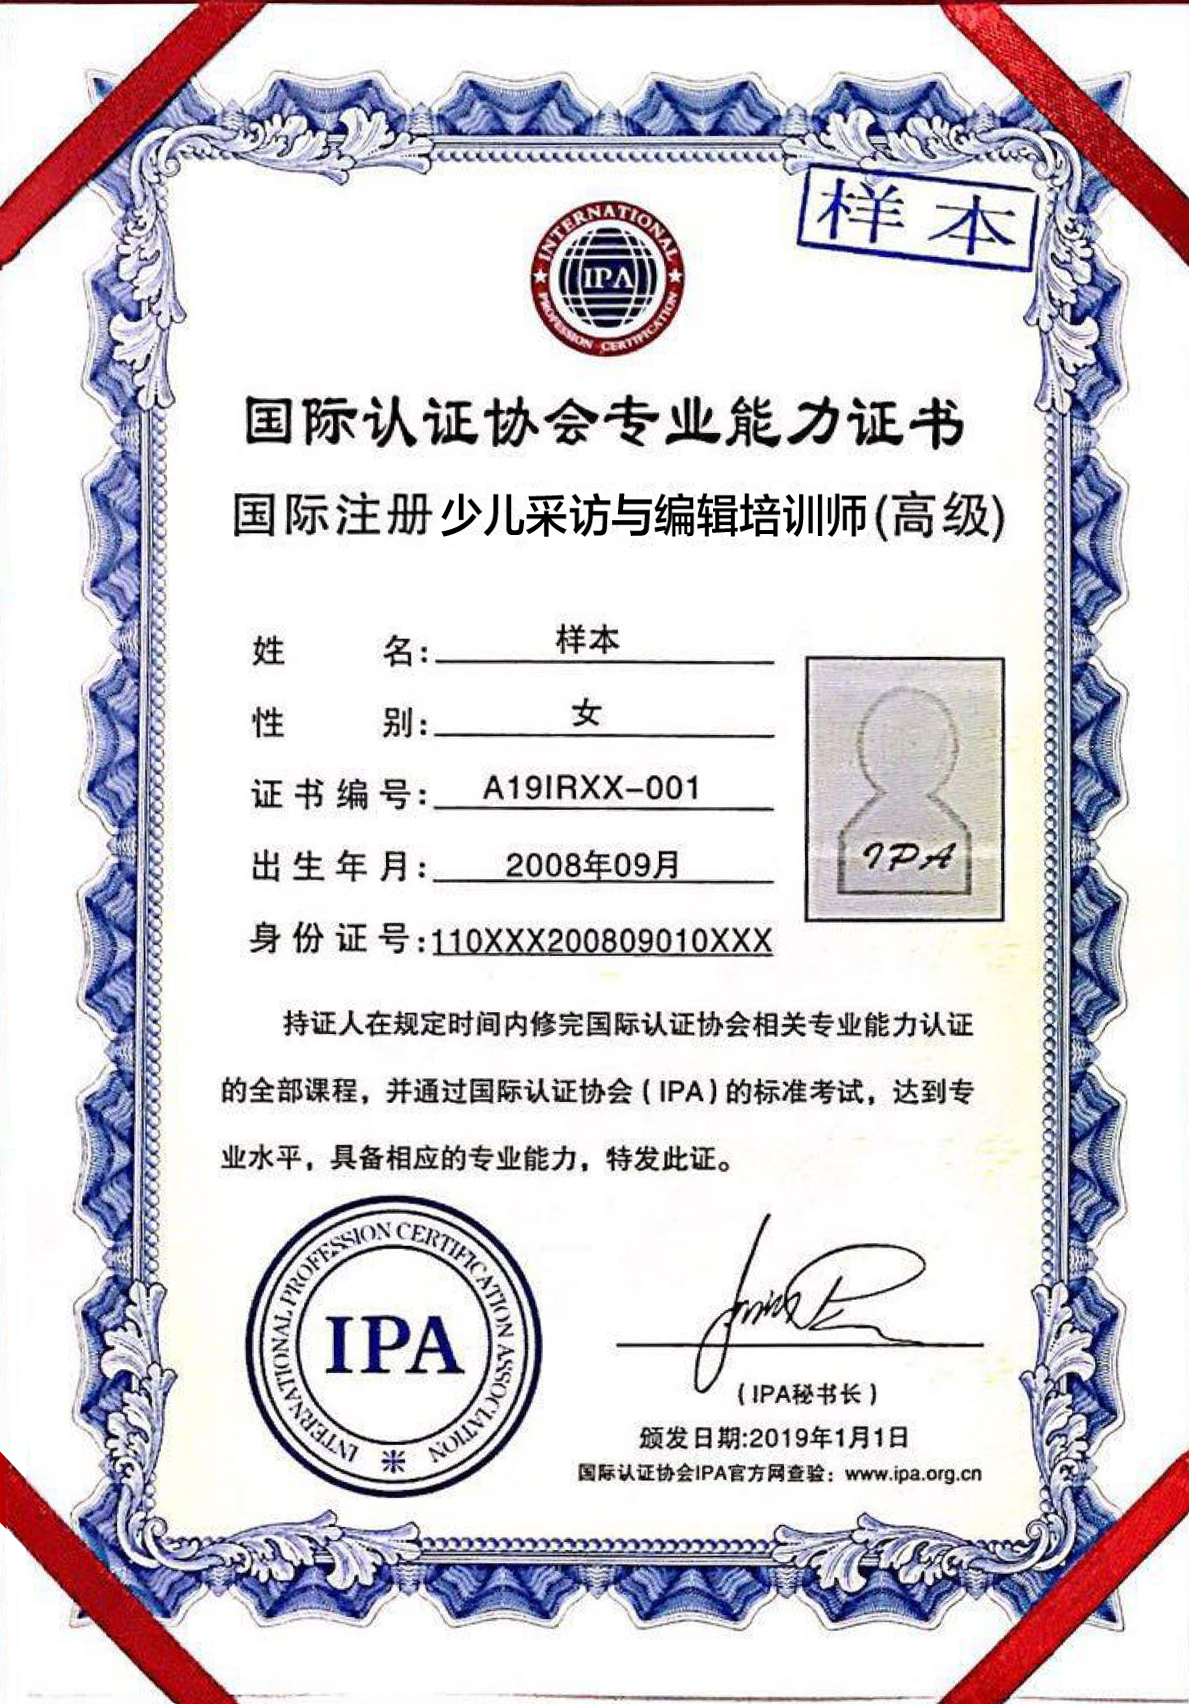 样本
INTERNATIONAL
IPA
PROFESSION CERTIFICATION
国际认证协会专业能力证书
国际注册少儿采访与编辑培训师(高级)
姓名:样本
性别:女
证书编号:A19IRXX-001
出生年月:2008年09月
身份证号:110XXX200809010XXX
IPA
持证人在规定时间内修完国际认证协会相关专业能力认证
的全部课程，并通过国际认证协会(IPA)的标准考试，达到专
业水平，具备相应的专业能力，特发此证。
INTERNATIONAL PROFESSION CERTIFICATION ASSOCIATION
IPA
(IPA秘书长)
颁发日期:2019年1月1日
国际认证协会IPA官方网查验：www.ipa.org.cn